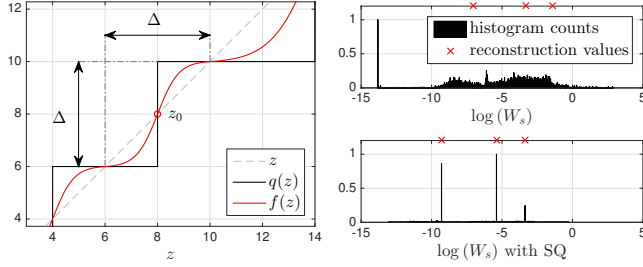 14
12
10
8
6
4
Δ
Δ
z₀
z
q(z)
f(z)
4 6 8 10 12 14
z
histogram counts
reconstruction values
1
0.5
0
-15 -10 -5 0 5
log (Wₛ)
1
0.5
0
-15 -10 -5 0 5
log (Wₛ) with SQ